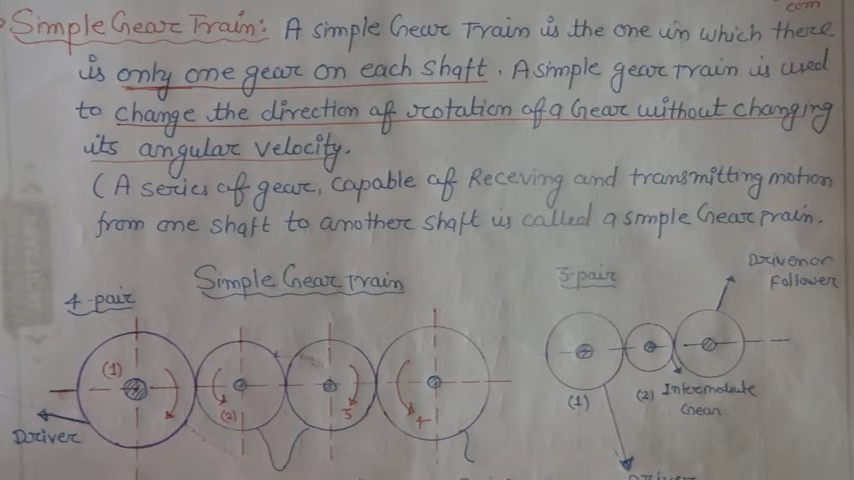 com
Simple Gear Train: A simple Gear Train is the one in which there
is only one gear on each shaft. A simple gear train is used
to change the direction of rotation of a Gear without changing
its angular velocity.
(A series of gear, capable of Receving and transmitting motion
from one shaft to another shaft is called a smple Gear train.
Simple Gear Train
4-pair
3-pair
Driven or
Follower
(1)
(2)
3
4
Driver
(1)
(2) Intermediate
Gear